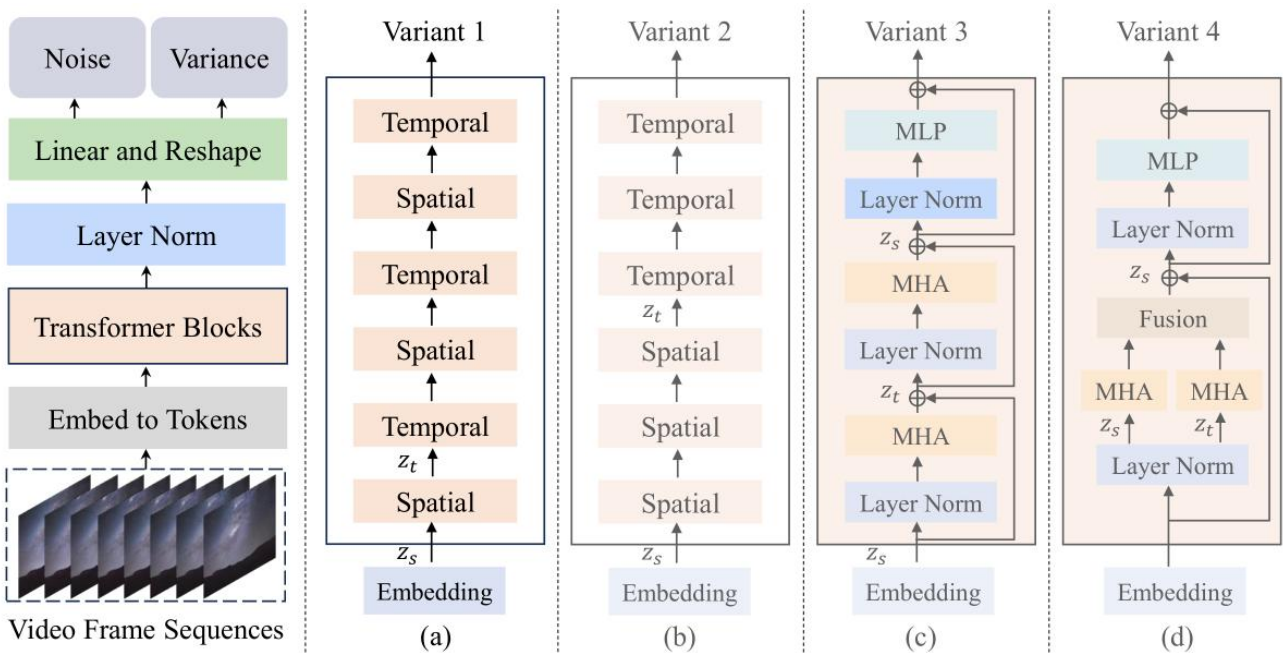 Noise
Variance
Linear and Reshape
Layer Norm
Transformer Blocks
Embed to Tokens
Video Frame Sequences
Variant 1
Temporal
Spatial
Temporal
Spatial
Temporal
z_t
Spatial
z_s
Embedding
(a)
Variant 2
Temporal
Temporal
Temporal
z_t
Spatial
Spatial
Spatial
z_s
Embedding
(b)
Variant 3
MLP
Layer Norm
z_s
MHA
Layer Norm
z_t
MHA
Layer Norm
z_s
Embedding
(c)
Variant 4
MLP
Layer Norm
z_s
Fusion
MHA MHA
z_s z_t
Layer Norm
Embedding
(d)